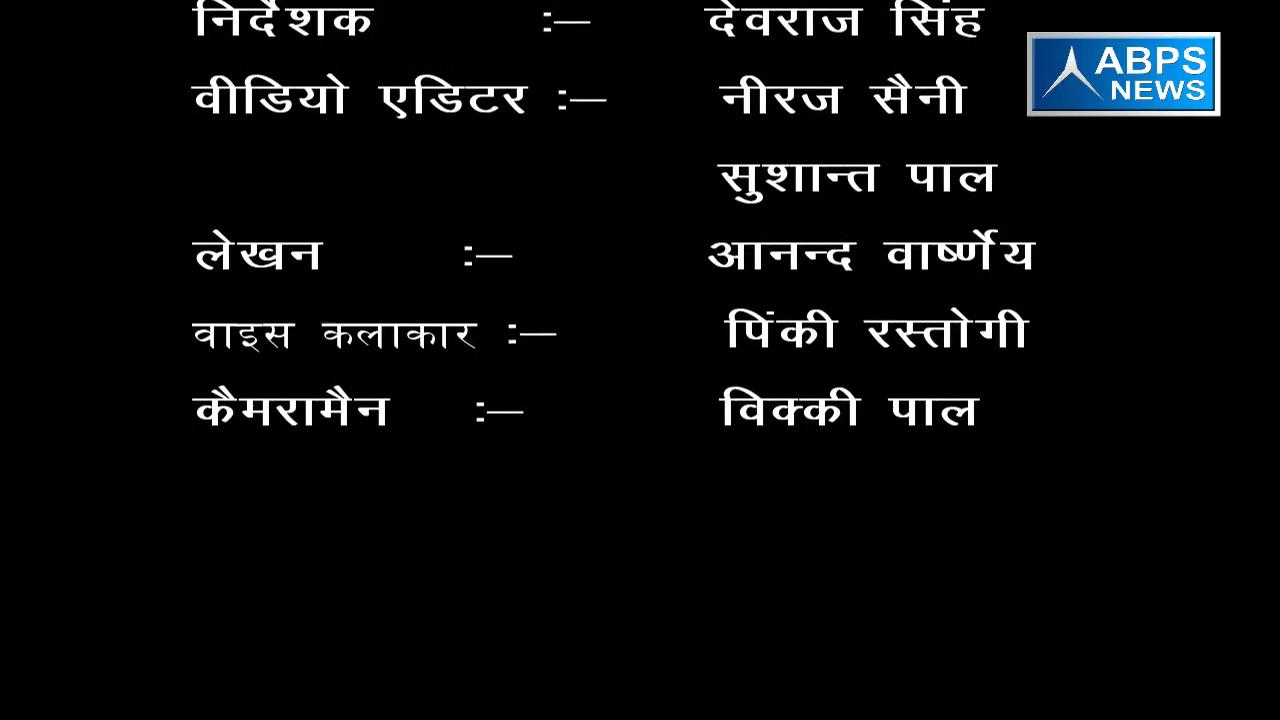 निर्देशक :— देवराज सिंह
ABPS
NEWS
वीडियो एडिटर :— नीरज सैनी
सुशान्त पाल
लेखन :— आनन्द वार्ष्णेय
वाइस कलाकार :— पिंकी रस्तोगी
कैमरामैन :— विक्की पाल